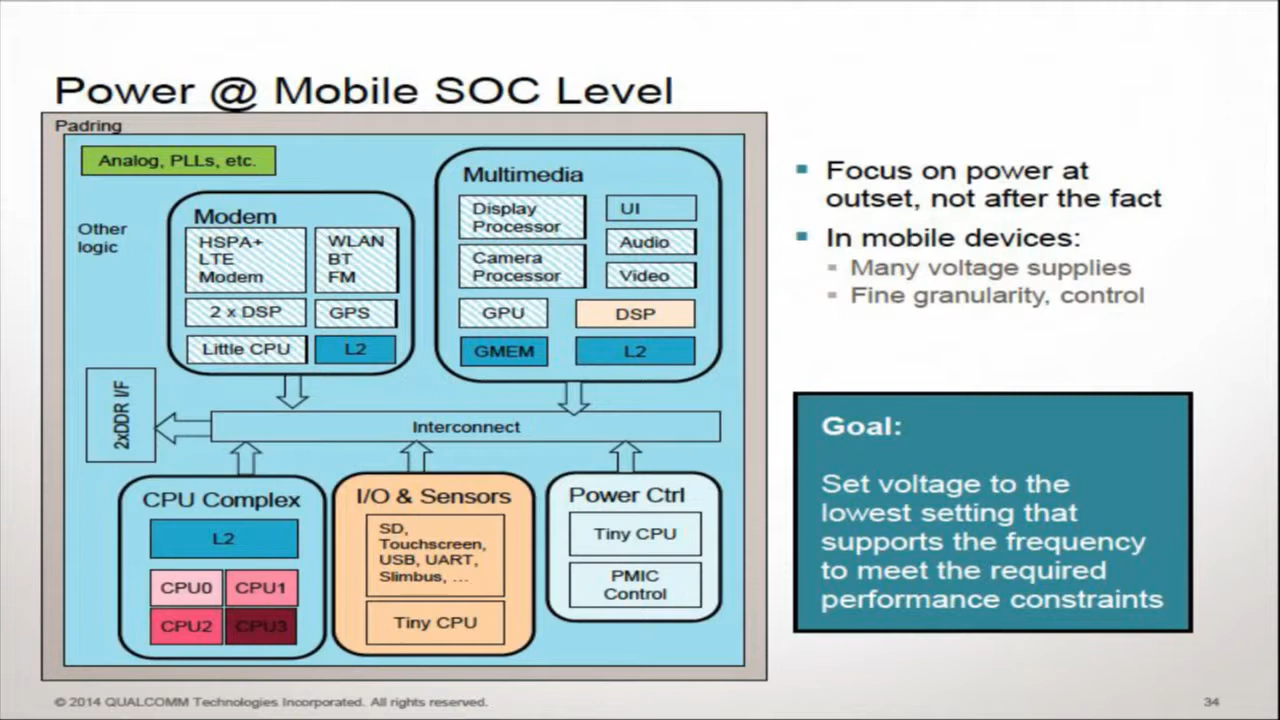 Power @ Mobile SOC Level
Padring
Analog, PLLs, etc.
Other
logic
Modem
HSPA+
LTE
Modem
WLAN
BT
FM
2 x DSP
GPS
Little CPU
L2
Multimedia
Display
Processor
UI
Audio
Camera
Processor
Video
GPU
DSP
GMEM
L2
2xDDR I/F
Interconnect
CPU Complex
L2
CPU0
CPU1
CPU2
CPU3
I/O & Sensors
SD,
Touchscreen,
USB, UART,
Slimbus, ...
Tiny CPU
Power Ctrl
Tiny CPU
PMIC
Control
Focus on power at
outset, not after the fact
In mobile devices:
Many voltage supplies
Fine granularity, control
Goal:
Set voltage to the
lowest setting that
supports the frequency
to meet the required
performance constraints
© 2014 QUALCOMM Technologies Incorporated. All rights reserved.
34